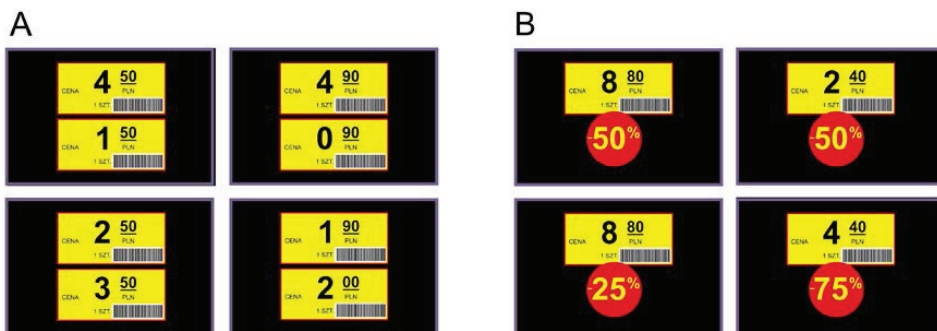 A
4 50
CENA PLN
1 SZT.
1 50
CENA PLN
1 SZT.
4 90
CENA PLN
1 SZT.
0 90
CENA PLN
1 SZT.
2 50
CENA PLN
1 SZT.
3 50
CENA PLN
1 SZT.
1 90
CENA PLN
1 SZT.
2 00
CENA PLN
1 SZT.
B
8 80
CENA PLN
1 SZT.
-50%
2 40
CENA PLN
1 SZT.
-50%
8 80
CENA PLN
1 SZT.
-25%
4 40
CENA PLN
1 SZT.
-75%